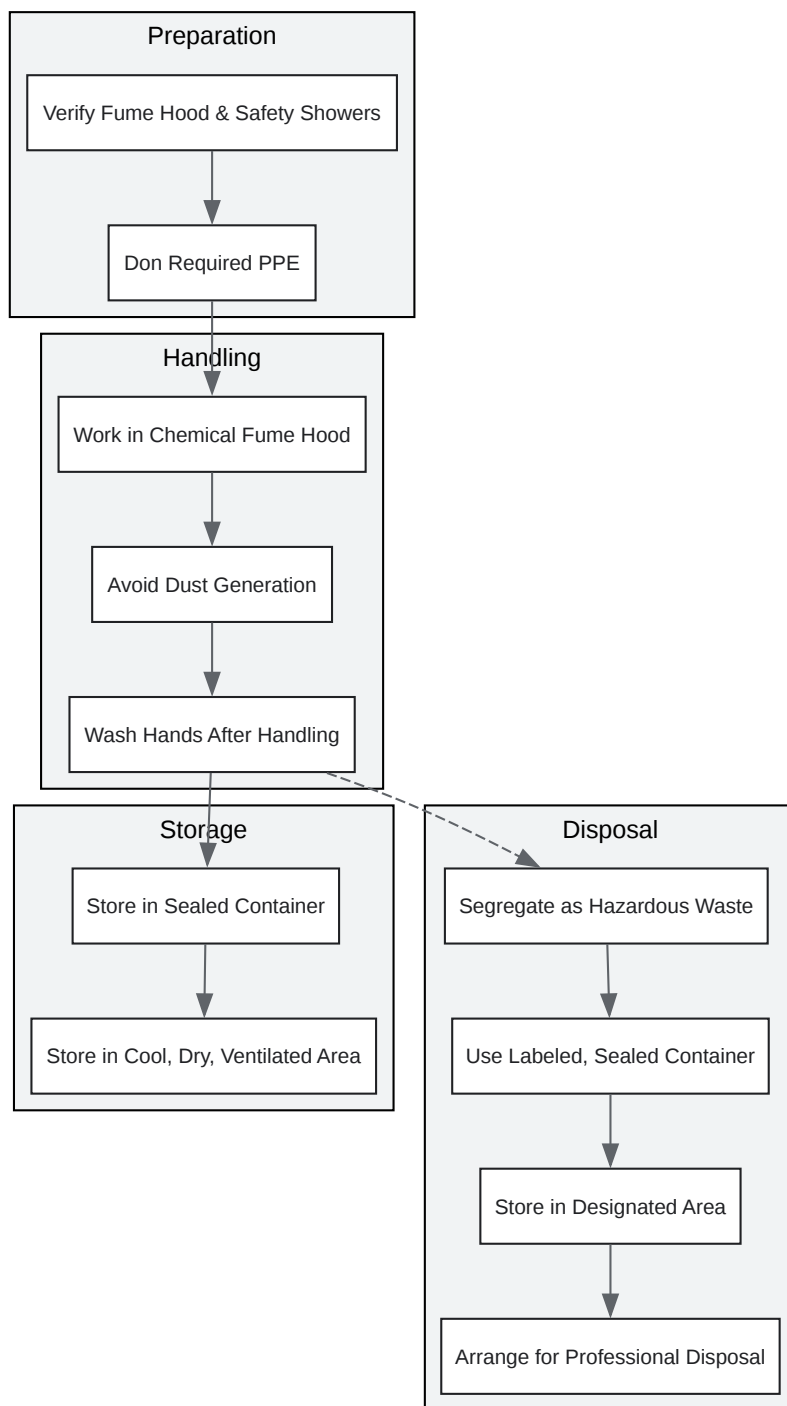 Preparation
Verify Fume Hood & Safety Showers
Don Required PPE
Handling
Work in Chemical Fume Hood
Avoid Dust Generation
Wash Hands After Handling
Storage
Store in Sealed Container
Store in Cool, Dry, Ventilated Area
Disposal
Segregate as Hazardous Waste
Use Labeled, Sealed Container
Store in Designated Area
Arrange for Professional Disposal